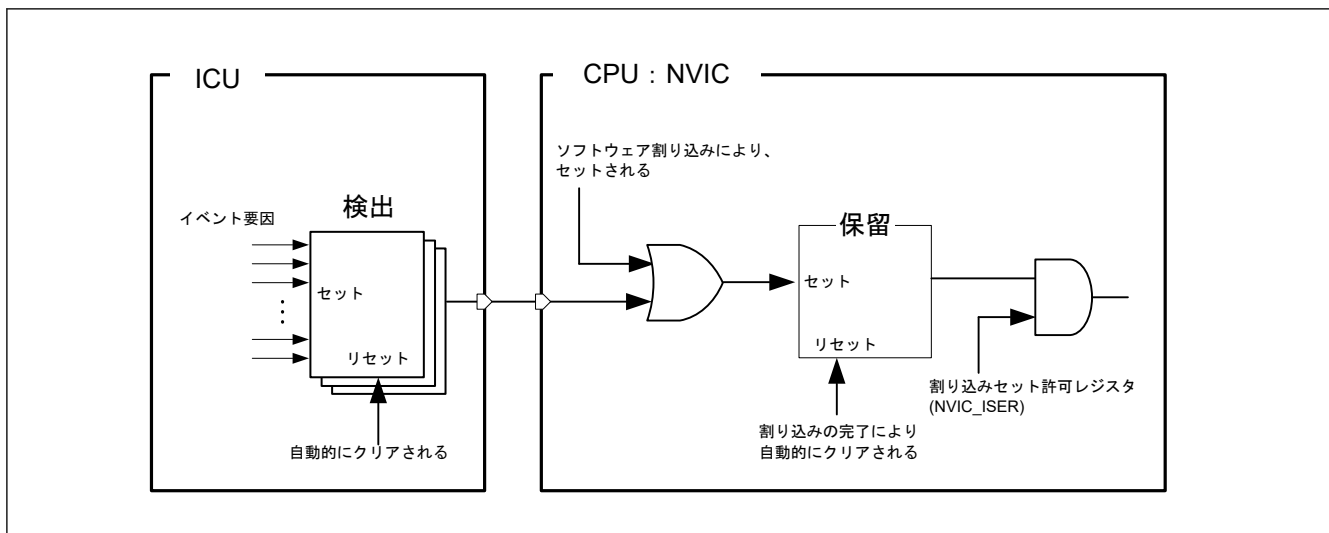 ICU
CPU：NVIC
ソフトウェア割り込みにより、
セットされる
イベント要因
検出
セット
リセット
自動的にクリアされる
保留
セット
リセット
割り込みの完了により
自動的にクリアされる
割り込みセット許可レジスタ
(NVIC_ISER)